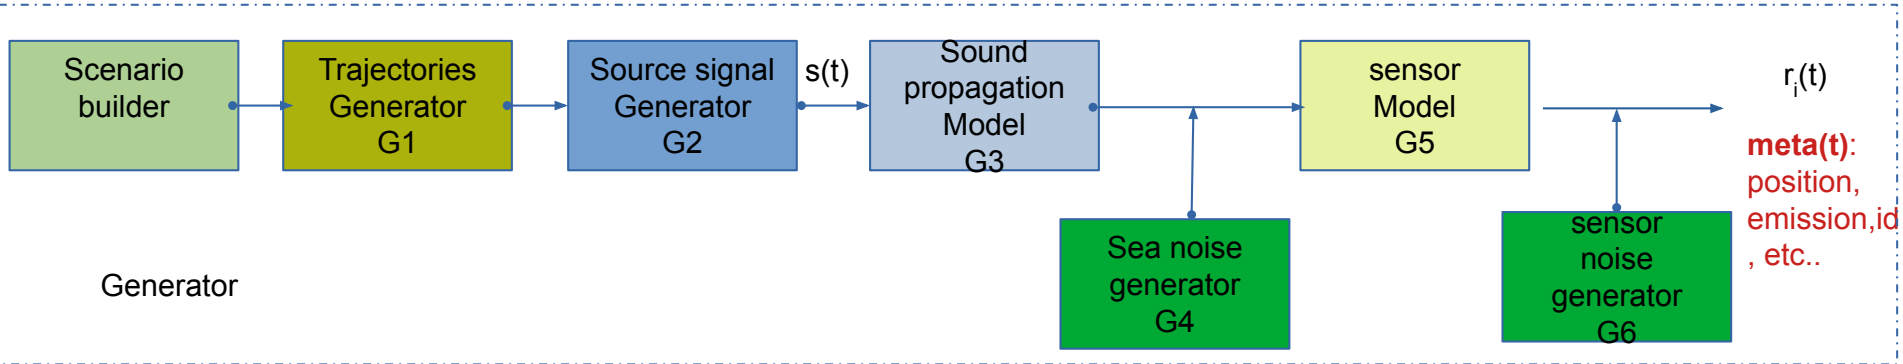 Scenario
builder
Trajectories
Generator
G1
Source signal
Generator
G2
s(t)
Sound
propagation
Model
G3
sensor
Model
G5
r_i(t)
meta(t):
position,
emission,id
, etc..
Sea noise
generator
G4
sensor
noise
generator
G6
Generator